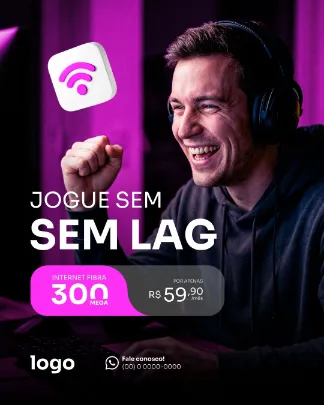 JOGUE SEM
SEM LAG
INTERNET FIBRA
300
MEGA
POR APENAS
R$ 59,90
/mês
logo
Fale conosco!
(00) 0 0000-0000